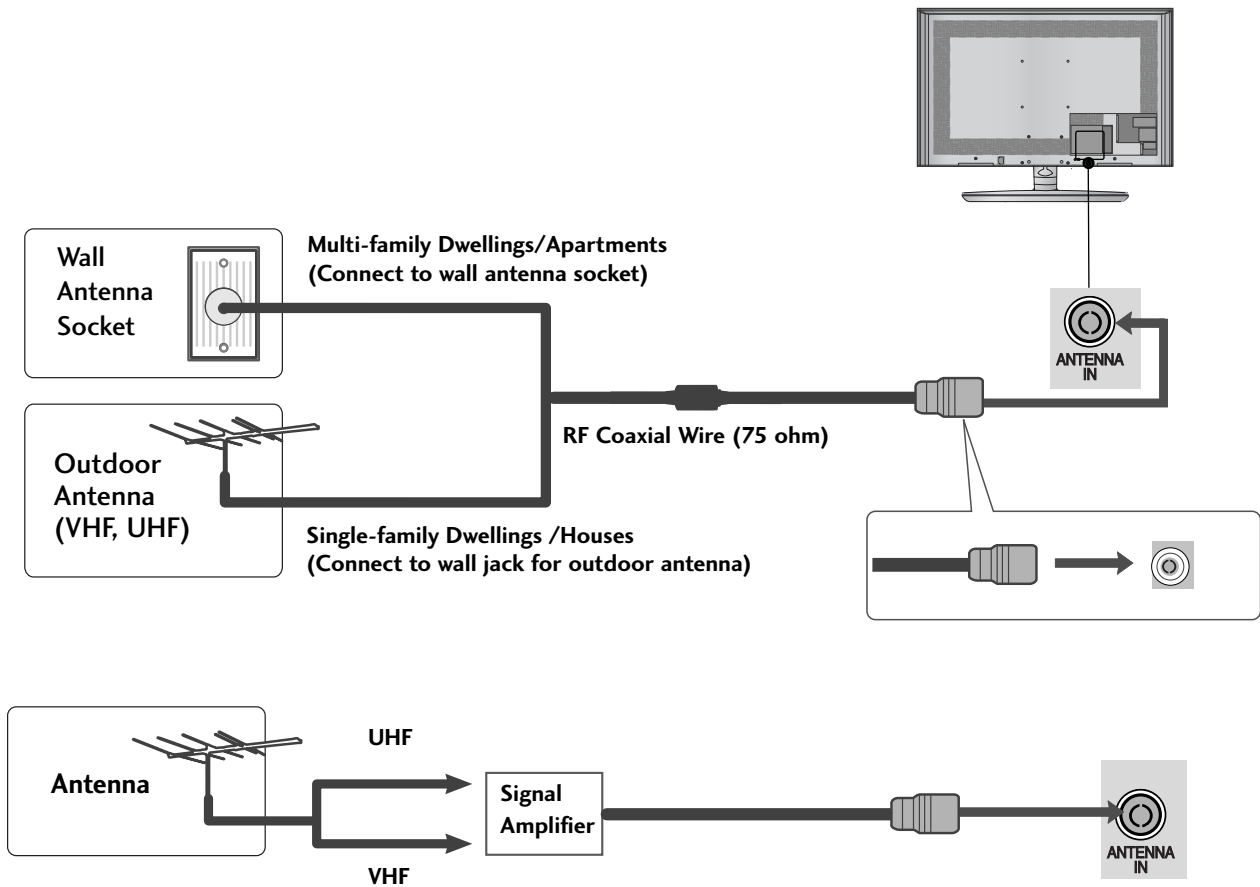 Wall
Antenna
Socket
Multi-family Dwellings/Apartments
(Connect to wall antenna socket)
ANTENNA
IN
RF Coaxial Wire (75 ohm)
Outdoor
Antenna
(VHF, UHF)
Single-family Dwellings /Houses
(Connect to wall jack for outdoor antenna)
Antenna
UHF
VHF
Signal
Amplifier
ANTENNA
IN